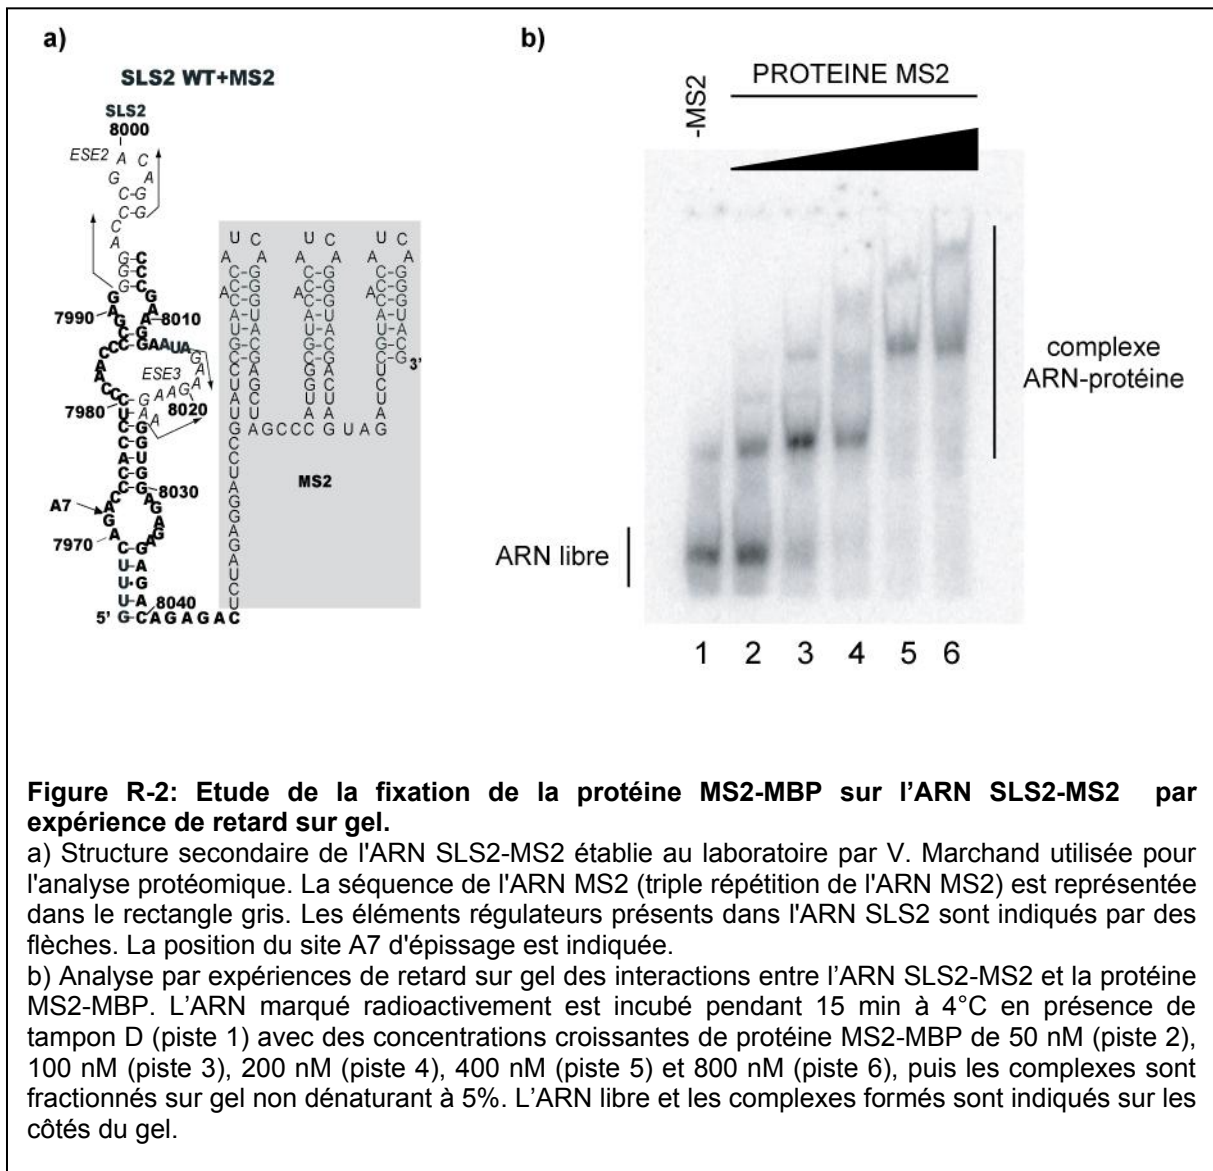 a)
SLS2 WT+MS2
SLS2
8000
ESE2
7990
8010
ESE3
7980
8020
A7
8030
7970
8040
5'
CAGAGAC
AGCCC GUAG
3'
MS2
b)
-MS2
PROTEINE MS2
ARN libre
complexe
ARN-protéine
1 2 3 4 5 6
Figure R-2: Etude de la fixation de la protéine MS2-MBP sur l'ARN SLS2-MS2 par
expérience de retard sur gel.
a) Structure secondaire de l'ARN SLS2-MS2 établie au laboratoire par V. Marchand utilisée pour
l'analyse protéomique. La séquence de l'ARN MS2 (triple répétition de l'ARN MS2) est représentée
dans le rectangle gris. Les éléments régulateurs présents dans l'ARN SLS2 sont indiqués par des
flèches. La position du site A7 d'épissage est indiquée.
b) Analyse par expériences de retard sur gel des interactions entre l'ARN SLS2-MS2 et la protéine
MS2-MBP. L'ARN marqué radioactivement est incubé pendant 15 min à 4°C en présence de
tampon D (piste 1) avec des concentrations croissantes de protéine MS2-MBP de 50 nM (piste 2),
100 nM (piste 3), 200 nM (piste 4), 400 nM (piste 5) et 800 nM (piste 6), puis les complexes sont
fractionnés sur gel non dénaturant à 5%. L'ARN libre et les complexes formés sont indiqués sur les
côtés du gel.